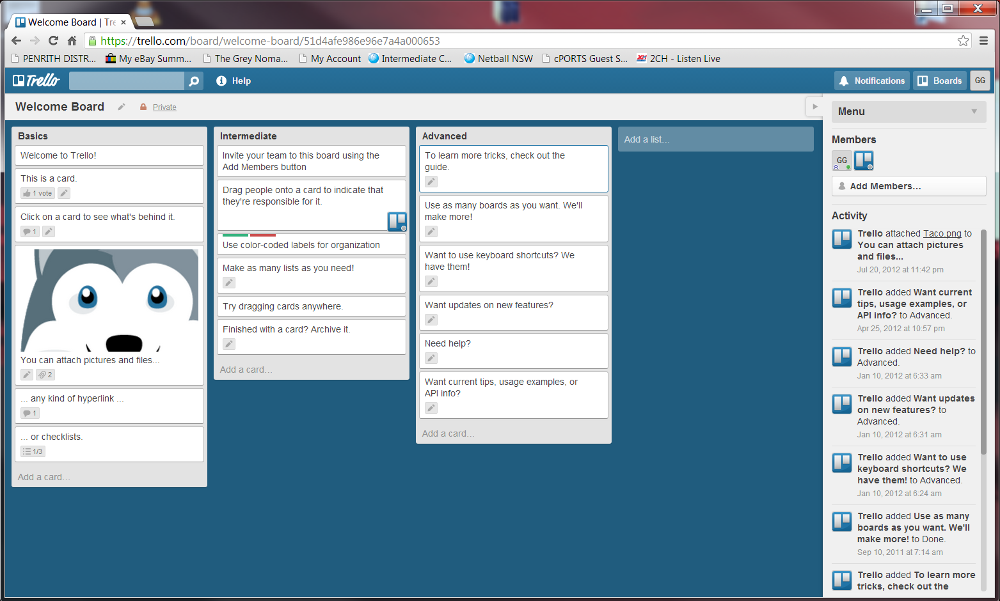 Welcome Board | Tre
https://trello.com/board/welcome-board/51d4afe986e96e7a4a000653
PENRITH DISTR... My eBay Summ... The Grey Noma... My Account Intermediate C... Netball NSW cPORTS Guest S... 2CH - Listen Live
Trello Help Notifications Boards GG
Welcome Board Private
Basics
Welcome to Trello!
This is a card.
1 vote
Click on a card to see what's behind it.
1
You can attach pictures and files...
2
... any kind of hyperlink ...
1
... or checklists.
1/3
Add a card...
Intermediate
Invite your team to this board using the
Add Members button
Drag people onto a card to indicate that
they're responsible for it.
Use color-coded labels for organization
Make as many lists as you need!
Try dragging cards anywhere.
Finished with a card? Archive it.
Add a card...
Advanced
To learn more tricks, check out the
guide.
Use as many boards as you want. We'll
make more!
Want to use keyboard shortcuts? We
have them!
Want updates on new features?
Need help?
Want current tips, usage examples, or
API info?
Add a card...
Add a list...
Menu
Members
GG
Add Members...
Activity
Trello attached Taco.png to
You can attach pictures
and files...
Jul 20, 2012 at 11:42 pm
Trello added Want current
tips, usage examples, or
API info? to Advanced.
Apr 25, 2012 at 10:57 pm
Trello added Need help? to
Advanced.
Jan 10, 2012 at 6:33 am
Trello added Want updates
on new features? to
Advanced.
Jan 10, 2012 at 6:31 am
Trello added Want to use
keyboard shortcuts? We
have them! to Advanced.
Jan 10, 2012 at 6:24 am
Trello added Use as many
boards as you want. We'll
make more! to Done.
Sep 10, 2011 at 7:14 am
Trello added To learn more
tricks, check out the